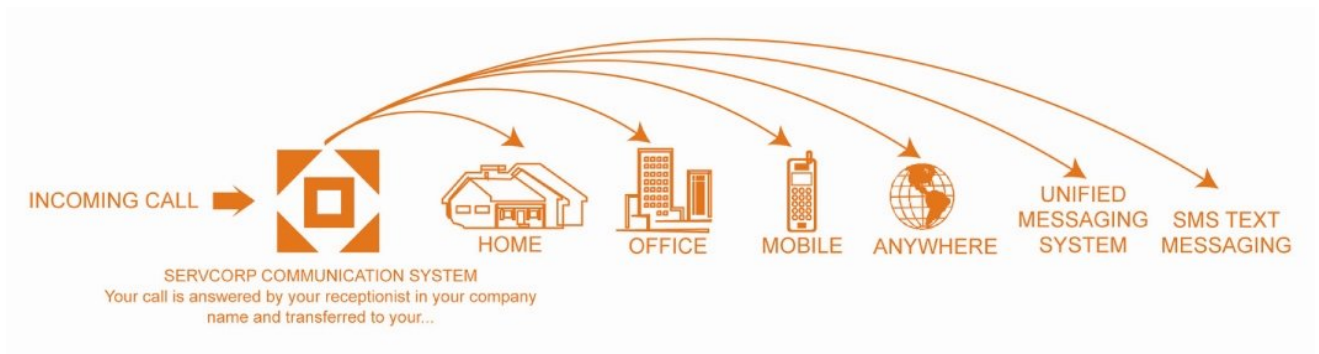 INCOMING CALL
SERVCORP COMMUNICATION SYSTEM
Your call is answered by your receptionist in your company
name and transferred to your...
HOME
OFFICE
MOBILE
ANYWHERE
UNIFIED
MESSAGING
SYSTEM
SMS TEXT
MESSAGING